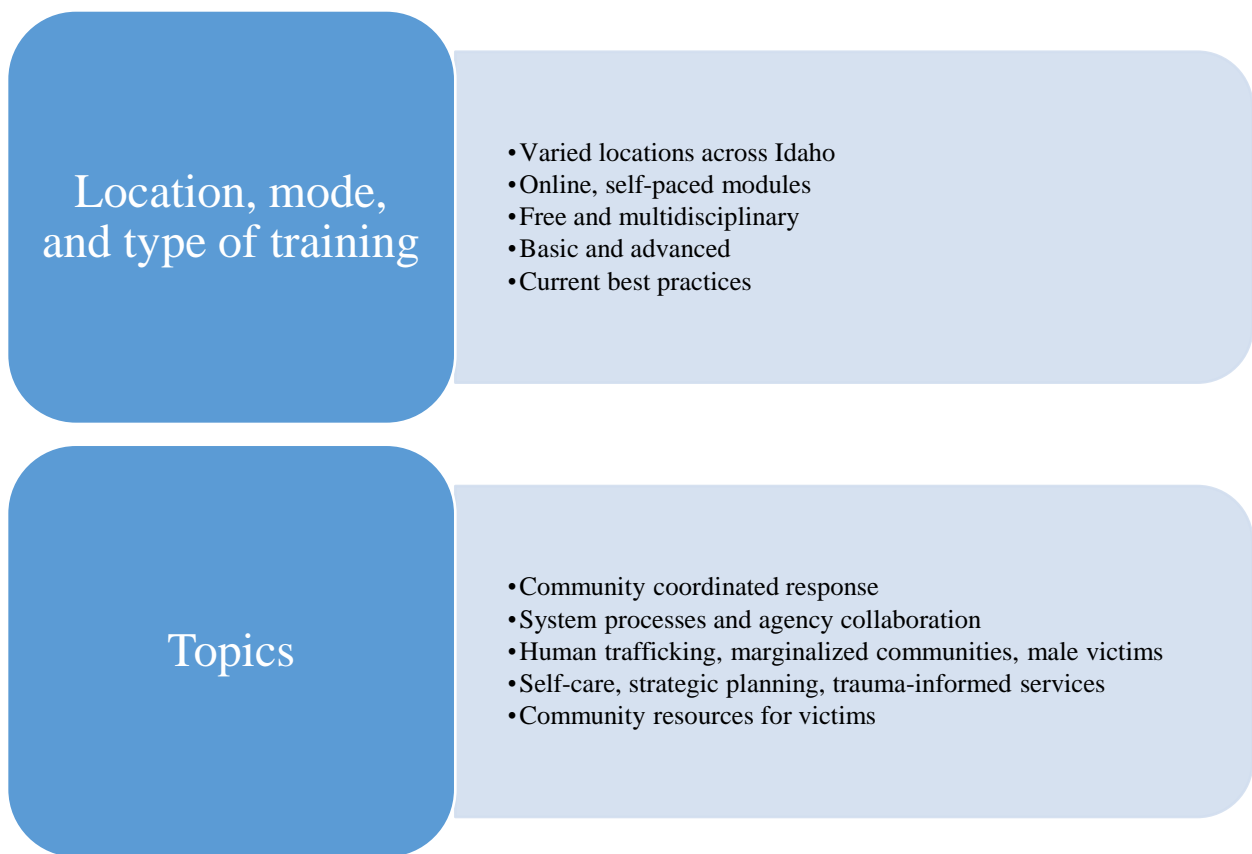 Location, mode,
and type of training
•Varied locations across Idaho
•Online, self-paced modules
•Free and multidisciplinary
•Basic and advanced
•Current best practices
Topics
•Community coordinated response
•System processes and agency collaboration
•Human trafficking, marginalized communities, male victims
•Self-care, strategic planning, trauma-informed services
•Community resources for victims